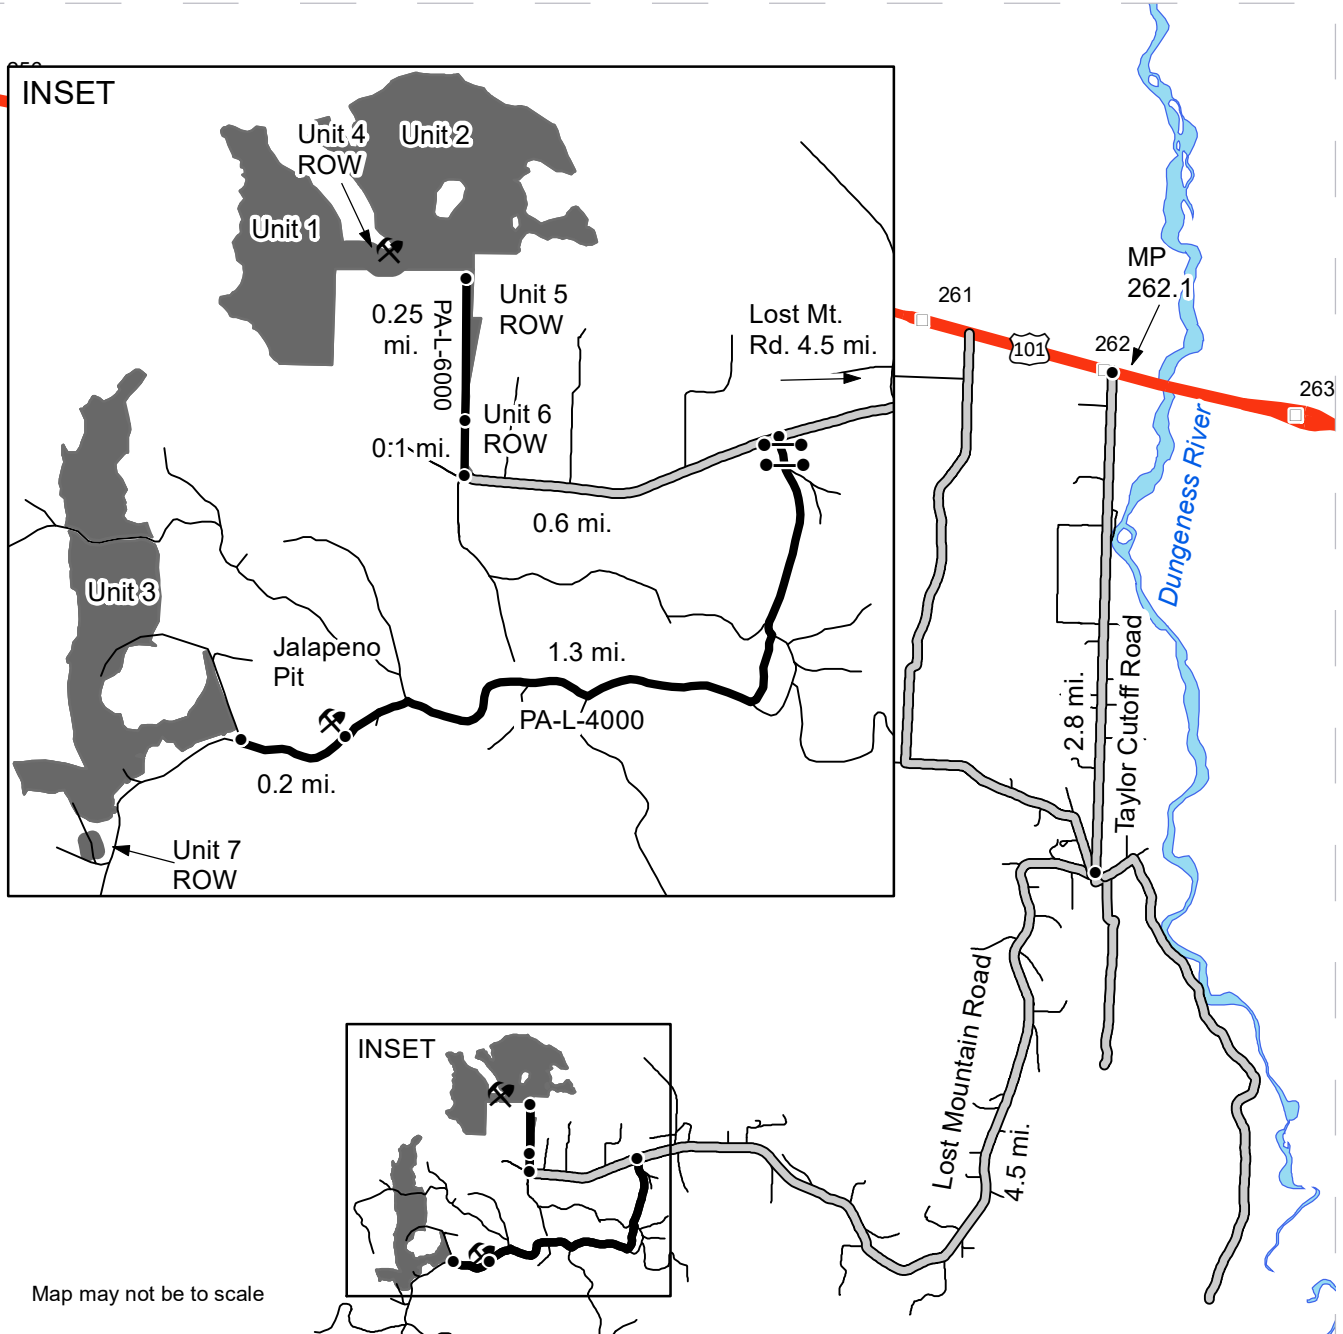 INSET
Unit 4
ROW
Unit 2
Unit 1
0.25
mi.
PA-L-6000
Unit 5
ROW
Lost Mt.
Rd. 4.5 mi.
Unit 6
ROW
0.1 mi.
0.6 mi.
Unit 3
Jalapeno
Pit
1.3 mi.
PA-L-4000
0.2 mi.
Unit 7
ROW
MP
262.1
261
101
262
263
Dungeness River
2.8 mi.
Taylor Cutoff Road
Lost Mountain Road
4.5 mi.
INSET
Map may not be to scale